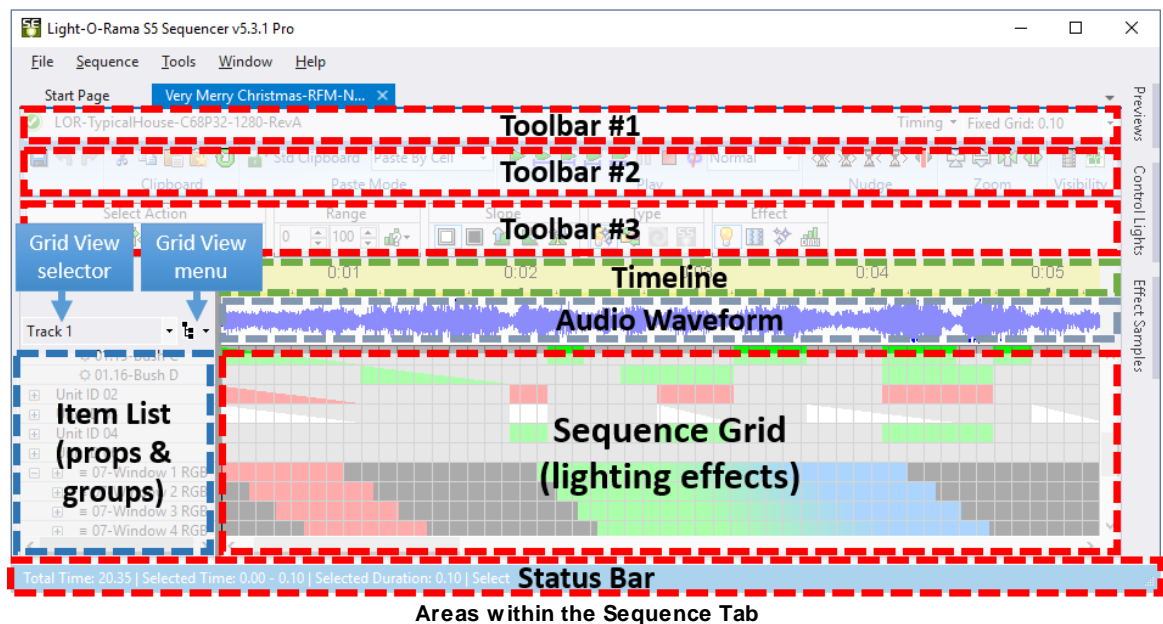 Light-O-Rama S5 Sequencer v5.3.1 Pro
File Sequence Tools Window Help
Start Page Very Merry Christmas-RFM-N...
LOR-TypicalHouse-C68P32-1280-RevA Toolbar #1 Timing Fixed Grid: 0.10
Std Clipboard Paste By Cell Toolbar #2 Normal
Clipboard Paste Mode Play Nudge Zoom Visibility
Select Action Range Slope Type Effect
0 100 Toolbar #3
Grid View selector
Grid View menu
0:01 0:02 Timeline 0:04 0:05
Audio Waveform
Track 1
01.16-Bush D
Unit ID 02
Unit ID 04
07-Window 1 RGB
07-Window 2 RGB
07-Window 3 RGB
07-Window 4 RGB
Item List
(props &
groups)
Sequence Grid
(lighting effects)
Previews
Control Lights
Effect Samples
Total Time: 20.35 | Selected Time: 0.00 - 0.10 | Selected Duration: 0.10 | Select
Status Bar
Areas within the Sequence Tab